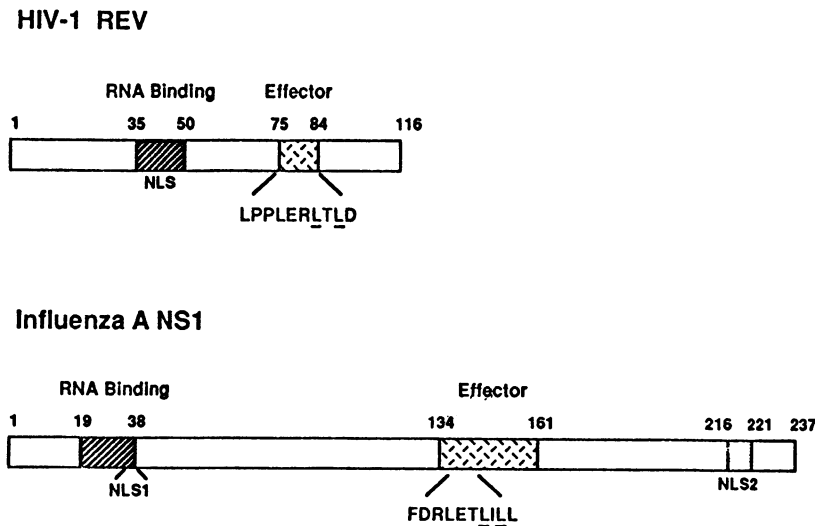 HIV-1 REV
RNA Binding Effector
1 35 50 75 84 116
NLS
LPPLERLTLD
Influenza A NS1
RNA Binding Effector
1 19 38 134 161 216 221 237
NLS1 NLS2
FDRLETLILL